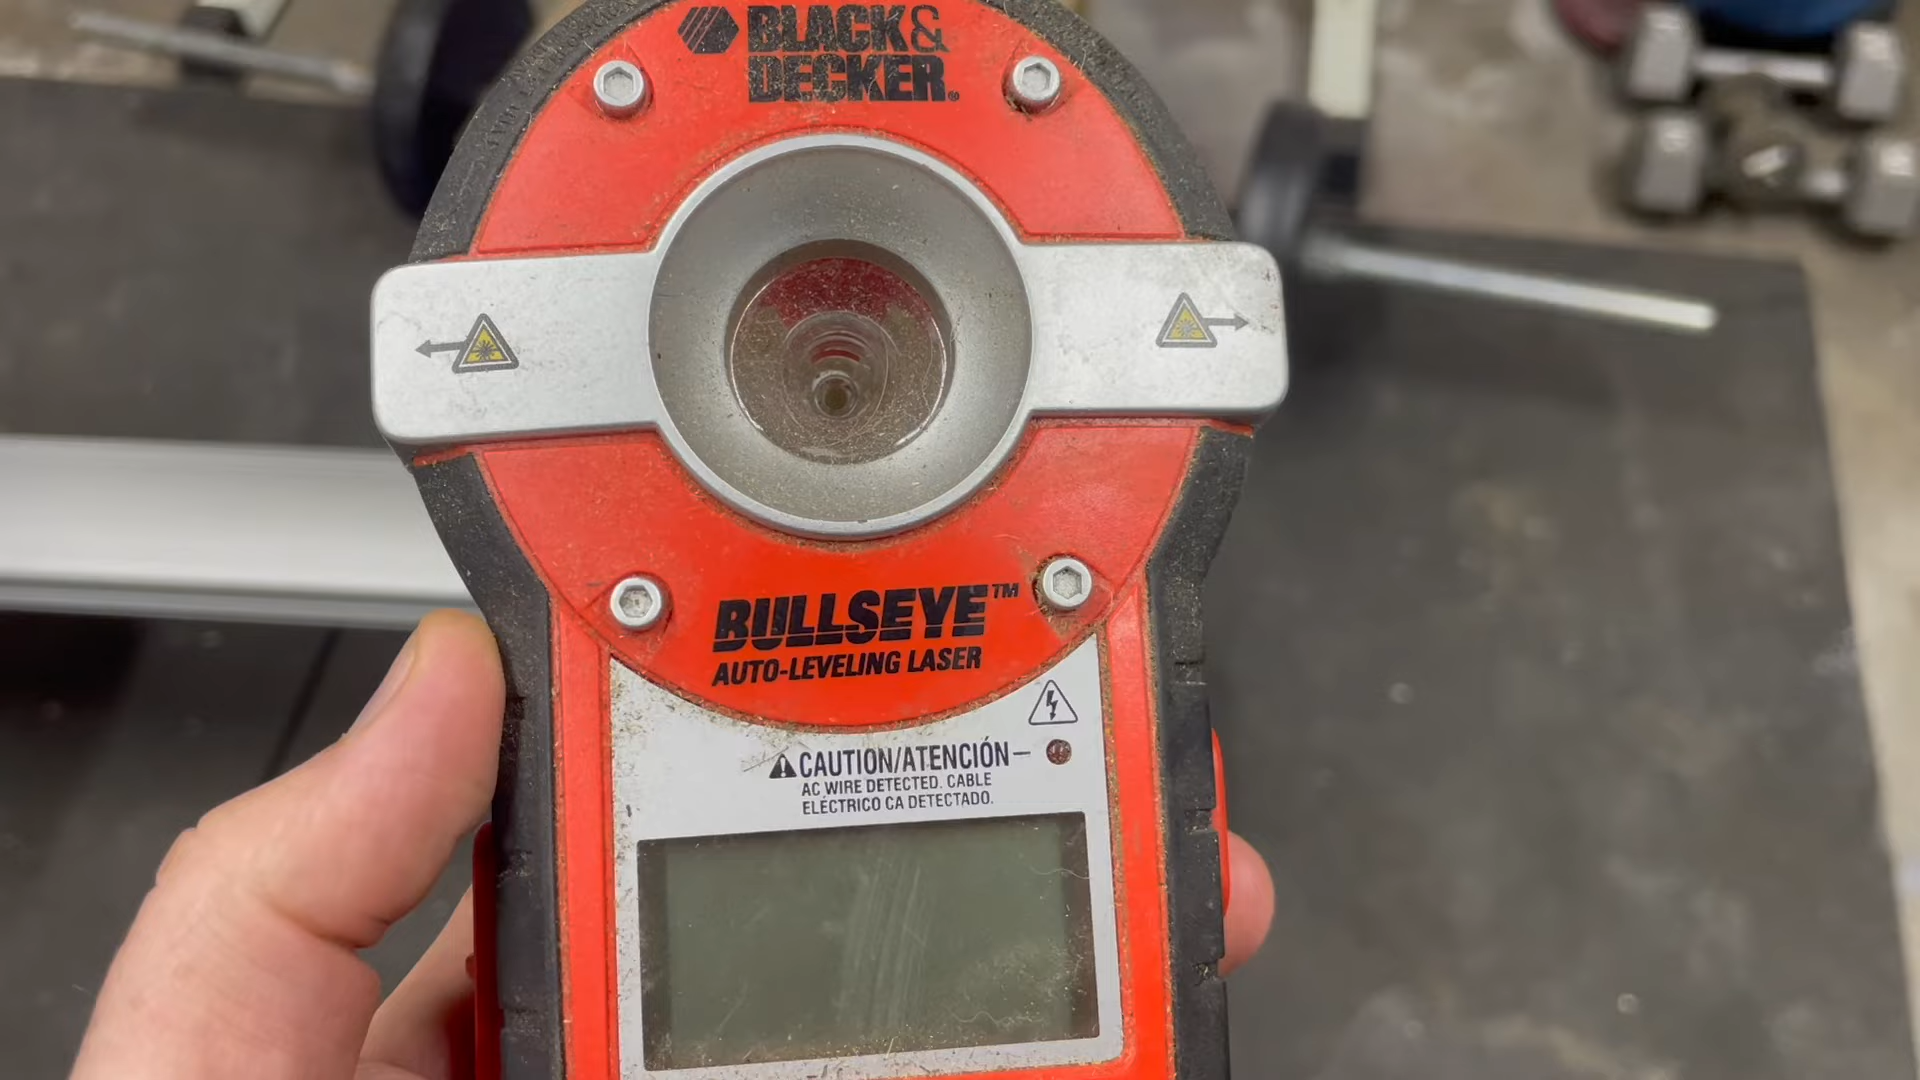 BLACK&
DECKER®
BULLSEYE™
AUTO-LEVELING LASER
CAUTION/ATENCIÓN
AC WIRE DETECTED. CABLE
ELÉCTRICO CA DETECTADO.